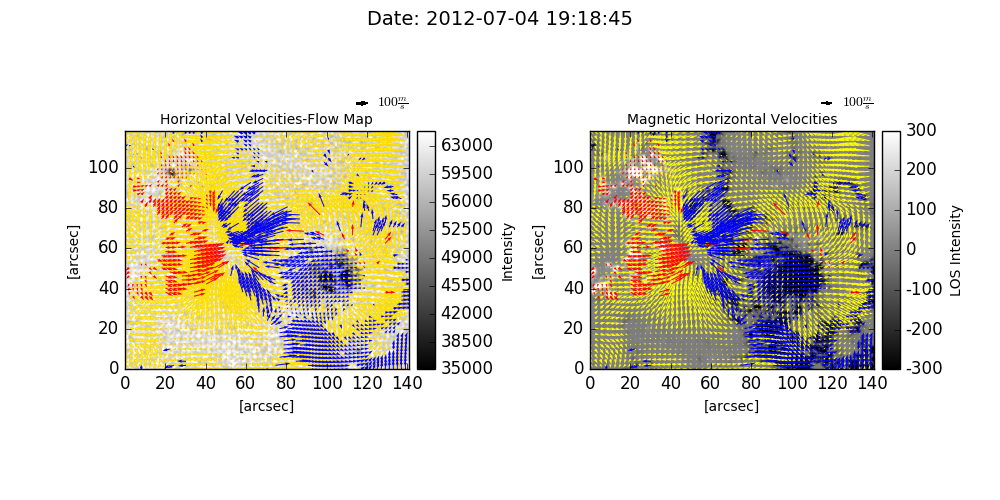 Date: 2012-07-04 19:18:45
100 m/s
100 m/s
Horizontal Velocities-Flow Map
Magnetic Horizontal Velocities
100
80
60
40
20
0
[arcsec]
0 20 40 60 80 100 120 140
[arcsec]
63000
59500
56000
52500
49000
45500
42000
38500
35000
Intensity
100
80
60
40
20
0
[arcsec]
0 20 40 60 80 100 120 140
[arcsec]
300
200
100
0
-100
-200
-300
LOS Intensity